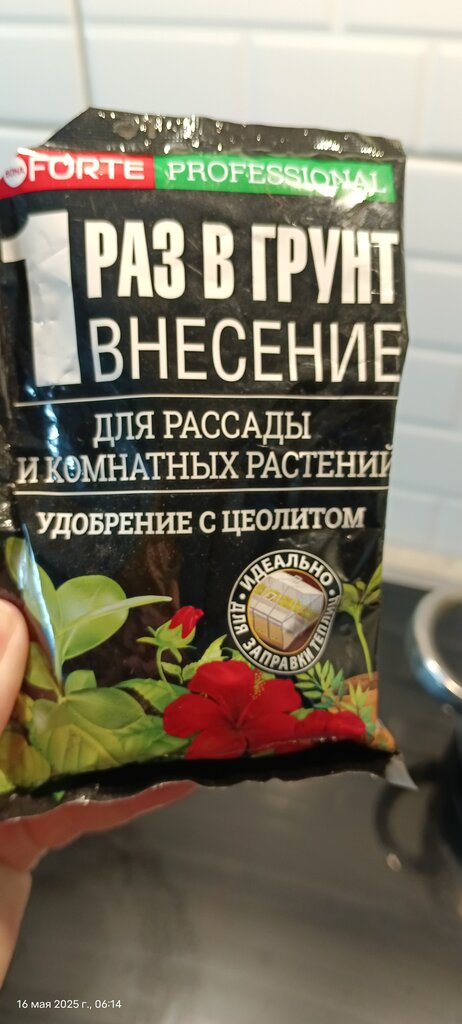 BONA FORTE PROFESSIONAL
1 РАЗ В ГРУНТ
ВНЕСЕНИЕ
ДЛЯ РАССАДЫ
И КОМНАТНЫХ РАСТЕНИЙ
УДОБРЕНИЕ С ЦЕОЛИТОМ
• ИДЕАЛЬНО •
ДЛЯ ЗАПРАВКИ ТЕПЛИЦ
16 мая 2025 г., 06:14